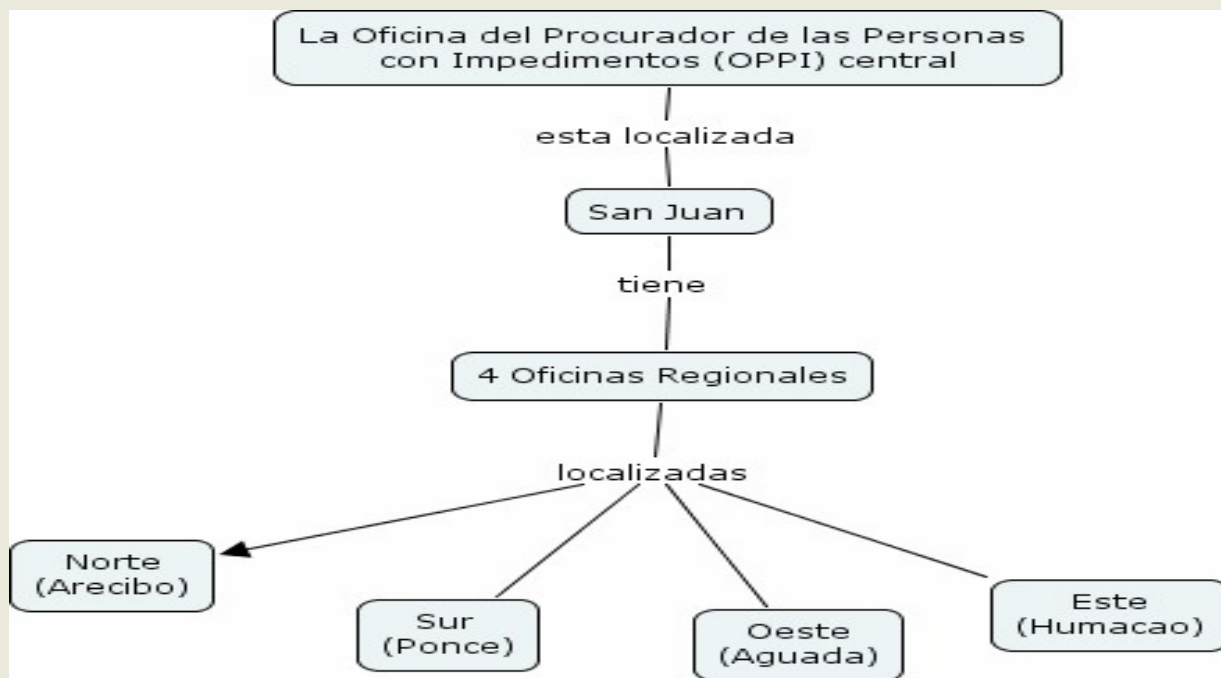 La Oficina del Procurador de las Personas
con Impedimentos (OPPI) central
esta localizada
San Juan
tiene
4 Oficinas Regionales
localizadas
Norte
(Arecibo)
Sur
(Ponce)
Oeste
(Aguada)
Este
(Humacao)